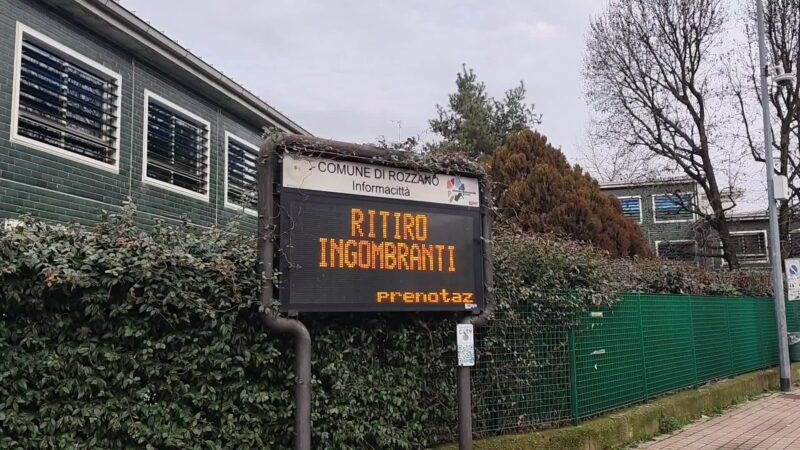 COMUNE DI ROZZANO
Informacittà
RITIRO
INGOMBRANTI
prenotaz